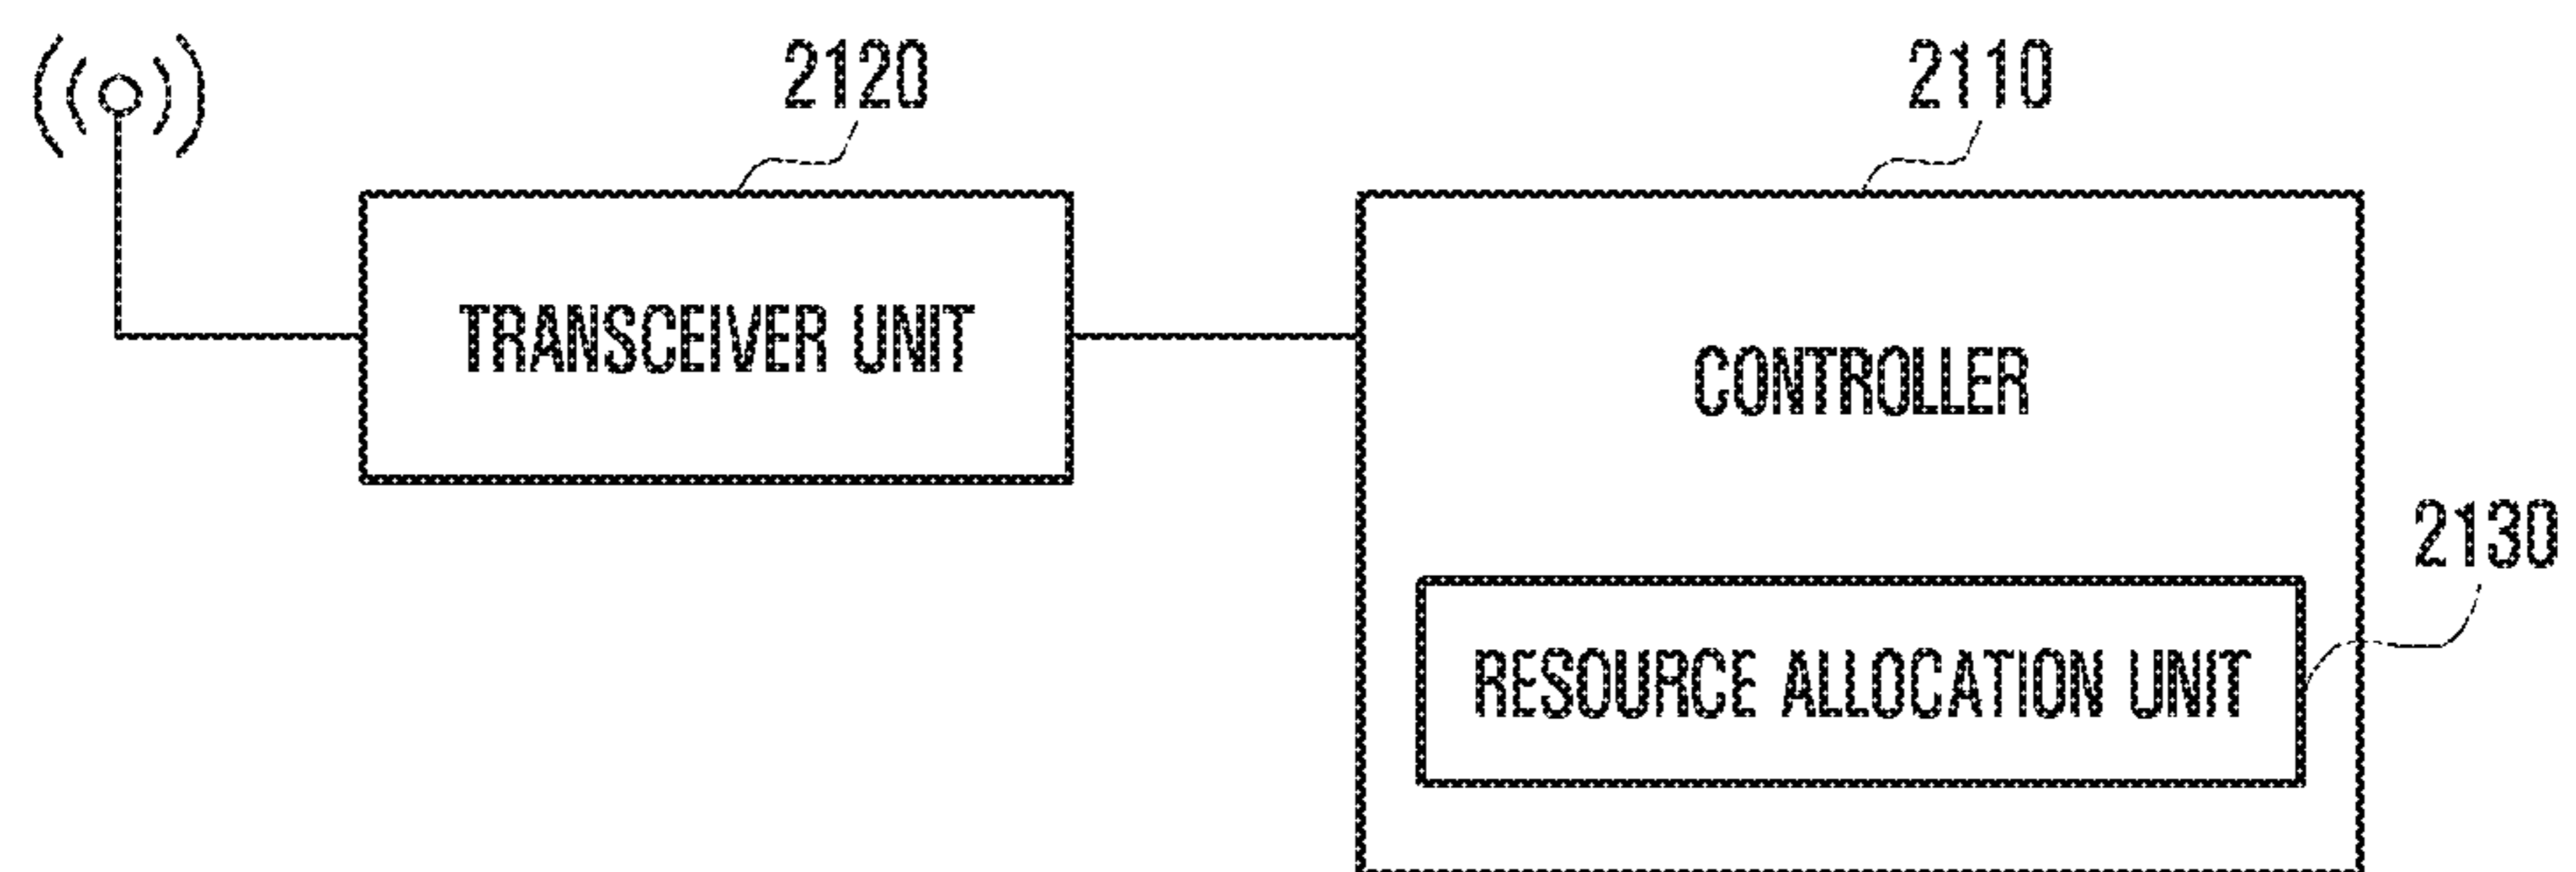 2120
2110
TRANSCEIVER UNIT
CONTROLLER
2130
RESOURCE ALLOCATION UNIT